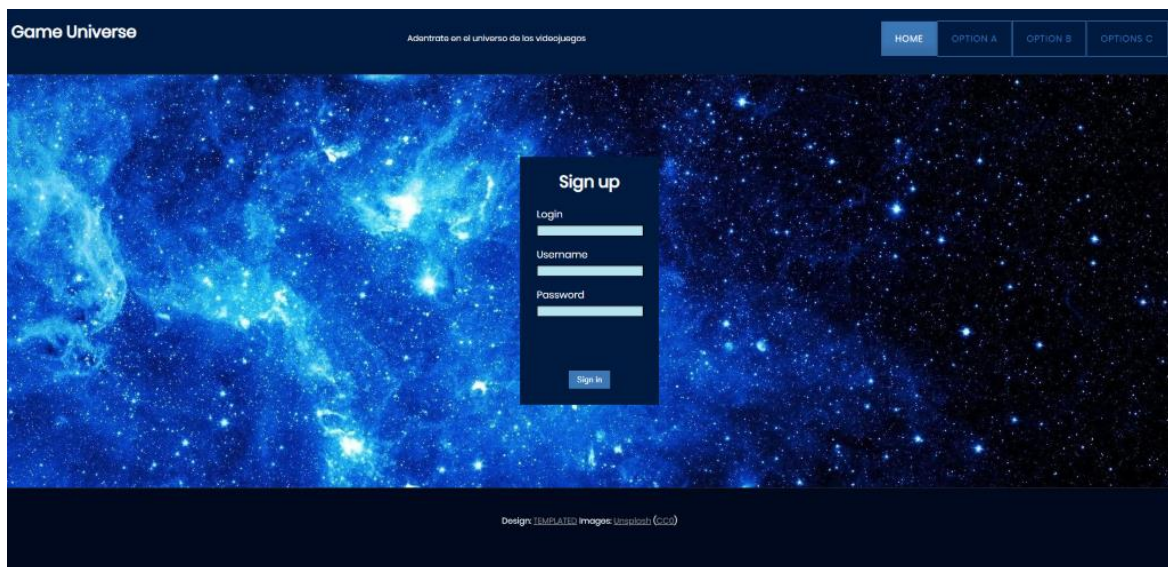 Game Universe
Adentrate en el universo de los videojuegos
HOME
OPTION A
OPTION B
OPTIONS C
Sign up
Login
Username
Password
Sign in
Design: TEMPLATED Images: Unsplash (CC0)